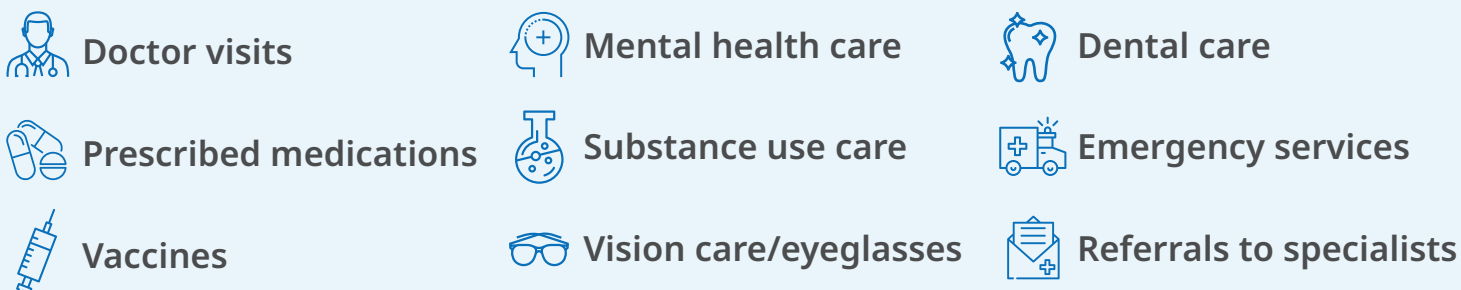 Doctor visits
Mental health care
Dental care
Prescribed medications
Substance use care
Emergency services
Vaccines
Vision care/eyeglasses
Referrals to specialists